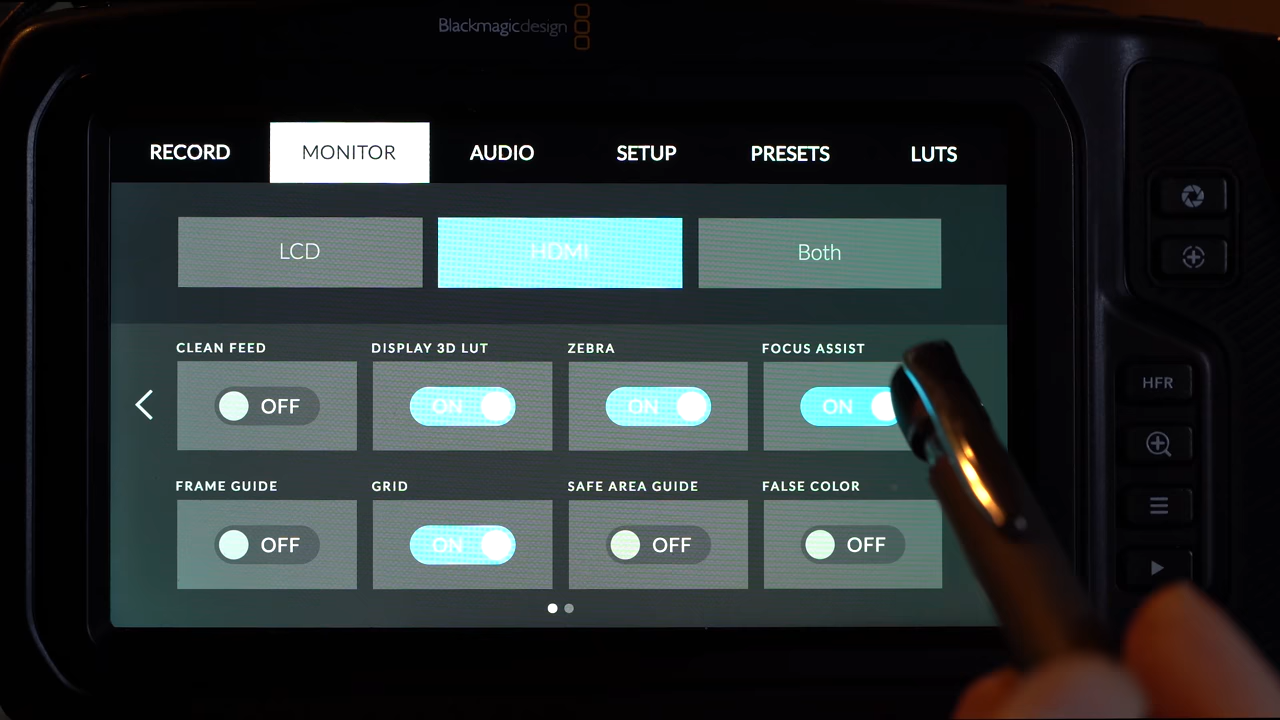 Blackmagicdesign
RECORD MONITOR AUDIO SETUP PRESETS LUTS
LCD HDMI Both
CLEAN FEED DISPLAY 3D LUT ZEBRA FOCUS ASSIST
OFF ON ON ON
FRAME GUIDE GRID SAFE AREA GUIDE FALSE COLOR
OFF ON OFF OFF
HFR